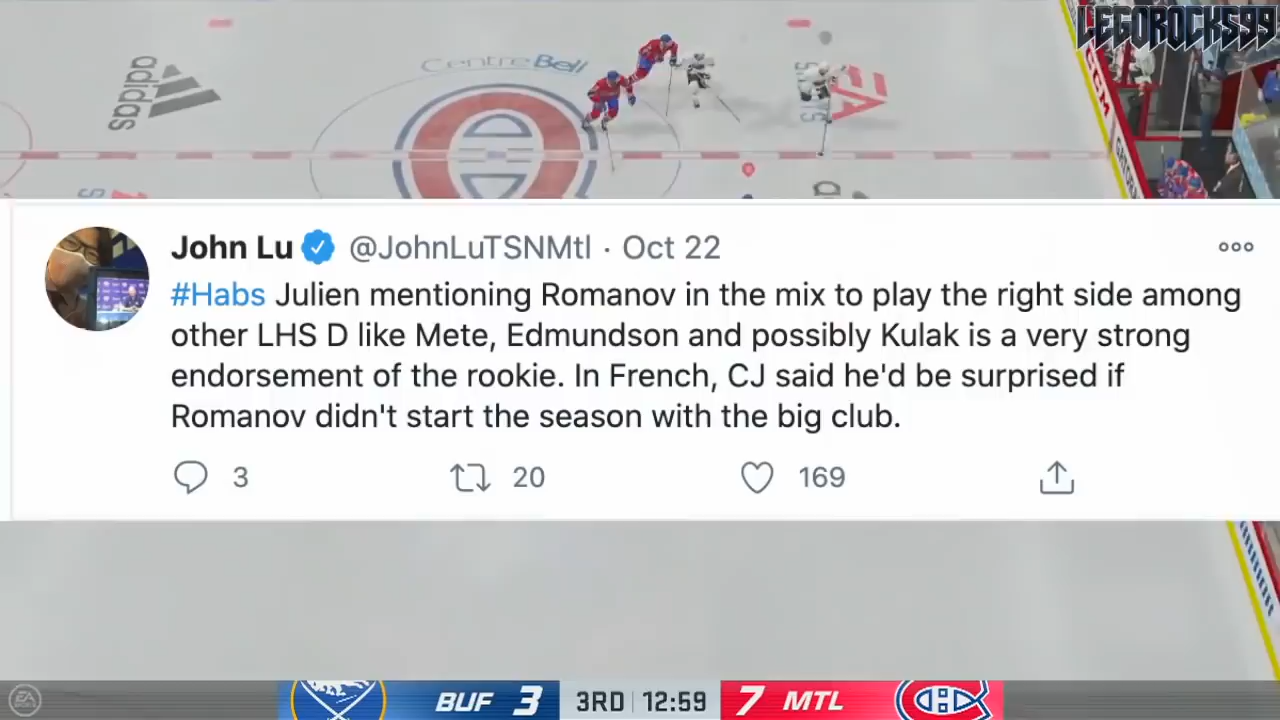 LEGOROCKS99
Centre Bell
adidas
John Lu @JohnLuTSNMtl · Oct 22
#Habs Julien mentioning Romanov in the mix to play the right side among
other LHS D like Mete, Edmundson and possibly Kulak is a very strong
endorsement of the rookie. In French, CJ said he'd be surprised if
Romanov didn't start the season with the big club.
3 20 169
BUF 3 3RD 12:59 7 MTL